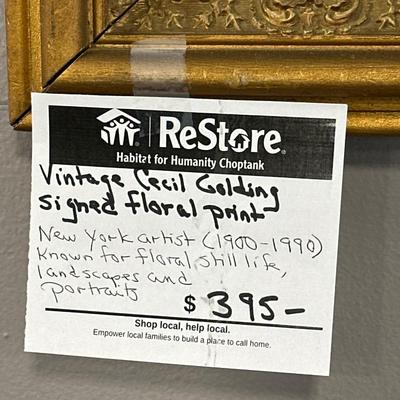 ReStore®
Habitat for Humanity Choptank
Vintage Cecil Golding
signed floral print
New York artist (1900-1990)
known for floral still life,
landscapes and
portraits
$ 395-
Shop local, help local.
Empower local families to build a place to call home.